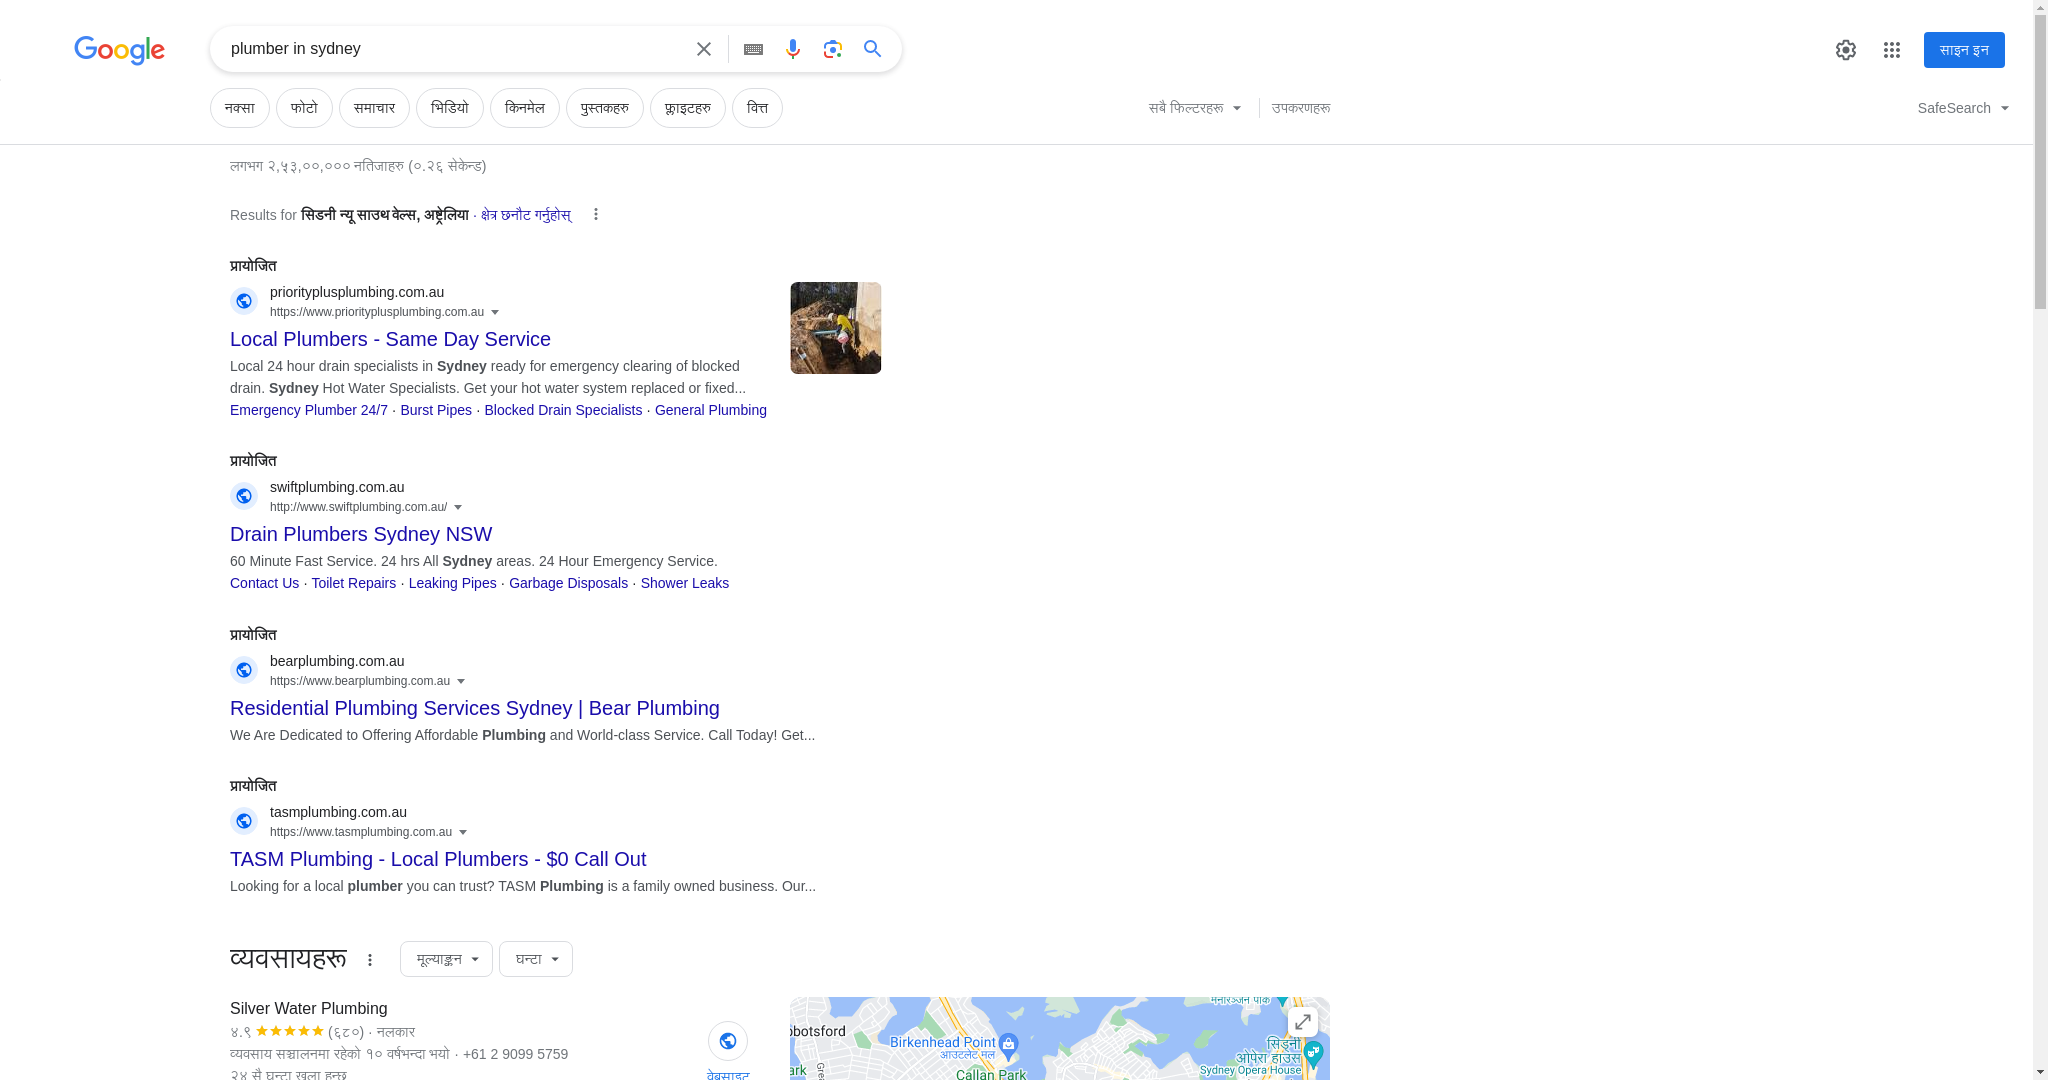 Google
plumber in sydney
साइन इन
नक्सा
फोटो
समाचार
भिडियो
किनमेल
पुस्तकहरु
फ्लाइटहरु
वित्त
सबै फिल्टरहरू
उपकरणहरू
SafeSearch
लगभग २,५३,००,००० नतिजाहरु (०.२६ सेकेन्ड)
Results for सिडनी न्यू साउथ वेल्स, अष्ट्रेलिया · क्षेत्र छनौट गर्नुहोस्
प्रायोजित
priorityplusplumbing.com.au
https://www.priorityplusplumbing.com.au
Local Plumbers - Same Day Service
Local 24 hour drain specialists in Sydney ready for emergency clearing of blocked
drain. Sydney Hot Water Specialists. Get your hot water system replaced or fixed...
Emergency Plumber 24/7 · Burst Pipes · Blocked Drain Specialists · General Plumbing
प्रायोजित
swiftplumbing.com.au
http://www.swiftplumbing.com.au/
Drain Plumbers Sydney NSW
60 Minute Fast Service. 24 hrs All Sydney areas. 24 Hour Emergency Service.
Contact Us · Toilet Repairs · Leaking Pipes · Garbage Disposals · Shower Leaks
प्रायोजित
bearplumbing.com.au
https://www.bearplumbing.com.au
Residential Plumbing Services Sydney | Bear Plumbing
We Are Dedicated to Offering Affordable Plumbing and World-class Service. Call Today! Get...
प्रायोजित
tasmplumbing.com.au
https://www.tasmplumbing.com.au
TASM Plumbing - Local Plumbers - $0 Call Out
Looking for a local plumber you can trust? TASM Plumbing is a family owned business. Our...
व्यवसायहरू
मूल्याङ्कन
घन्टा
Silver Water Plumbing
४.९ (६८०) · नलकार
व्यवसाय सञ्चालनमा रहेको १० वर्षभन्दा भयो · +61 2 9099 5759
२४ सै घन्टा खुला हुन्छ
वेबसाइट
मनोरञ्जन पार्क
bbotsford
Birkenhead Point
आउटलेट मल
सिड्नी
ओपेरा हाउस
Sydney Opera House
ark
Callan Park